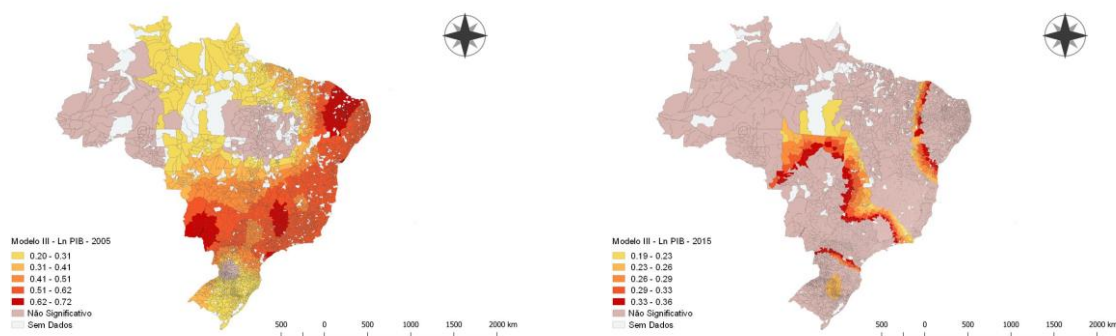 Modelo III - Ln PIB - 2005
0.20 - 0.31
0.31 - 0.41
0.41 - 0.51
0.51 - 0.62
0.62 - 0.72
Não Significativo
Sem Dados
500 0 500 1000 1500 2000 km
Modelo III - Ln PIB - 2015
0.19 - 0.23
0.23 - 0.26
0.26 - 0.29
0.29 - 0.33
0.33 - 0.36
Não Significativo
Sem Dados
500 0 500 1000 1500 2000 km